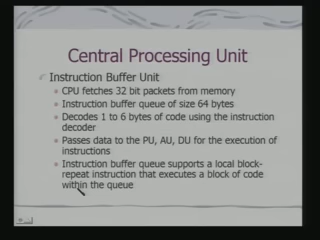 Central Processing Unit
Instruction Buffer Unit
CPU fetches 32 bit packets from memory
Instruction buffer queue of size 64 bytes
Decodes 1 to 6 bytes of code using the instruction
decoder
Passes data to the PU, AU, DU for the execution of
instructions
Instruction buffer queue supports a local block-
repeat instruction that executes a block of code
within the queue